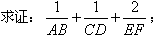 求证：1/AB + 1/CD + 2/EF；